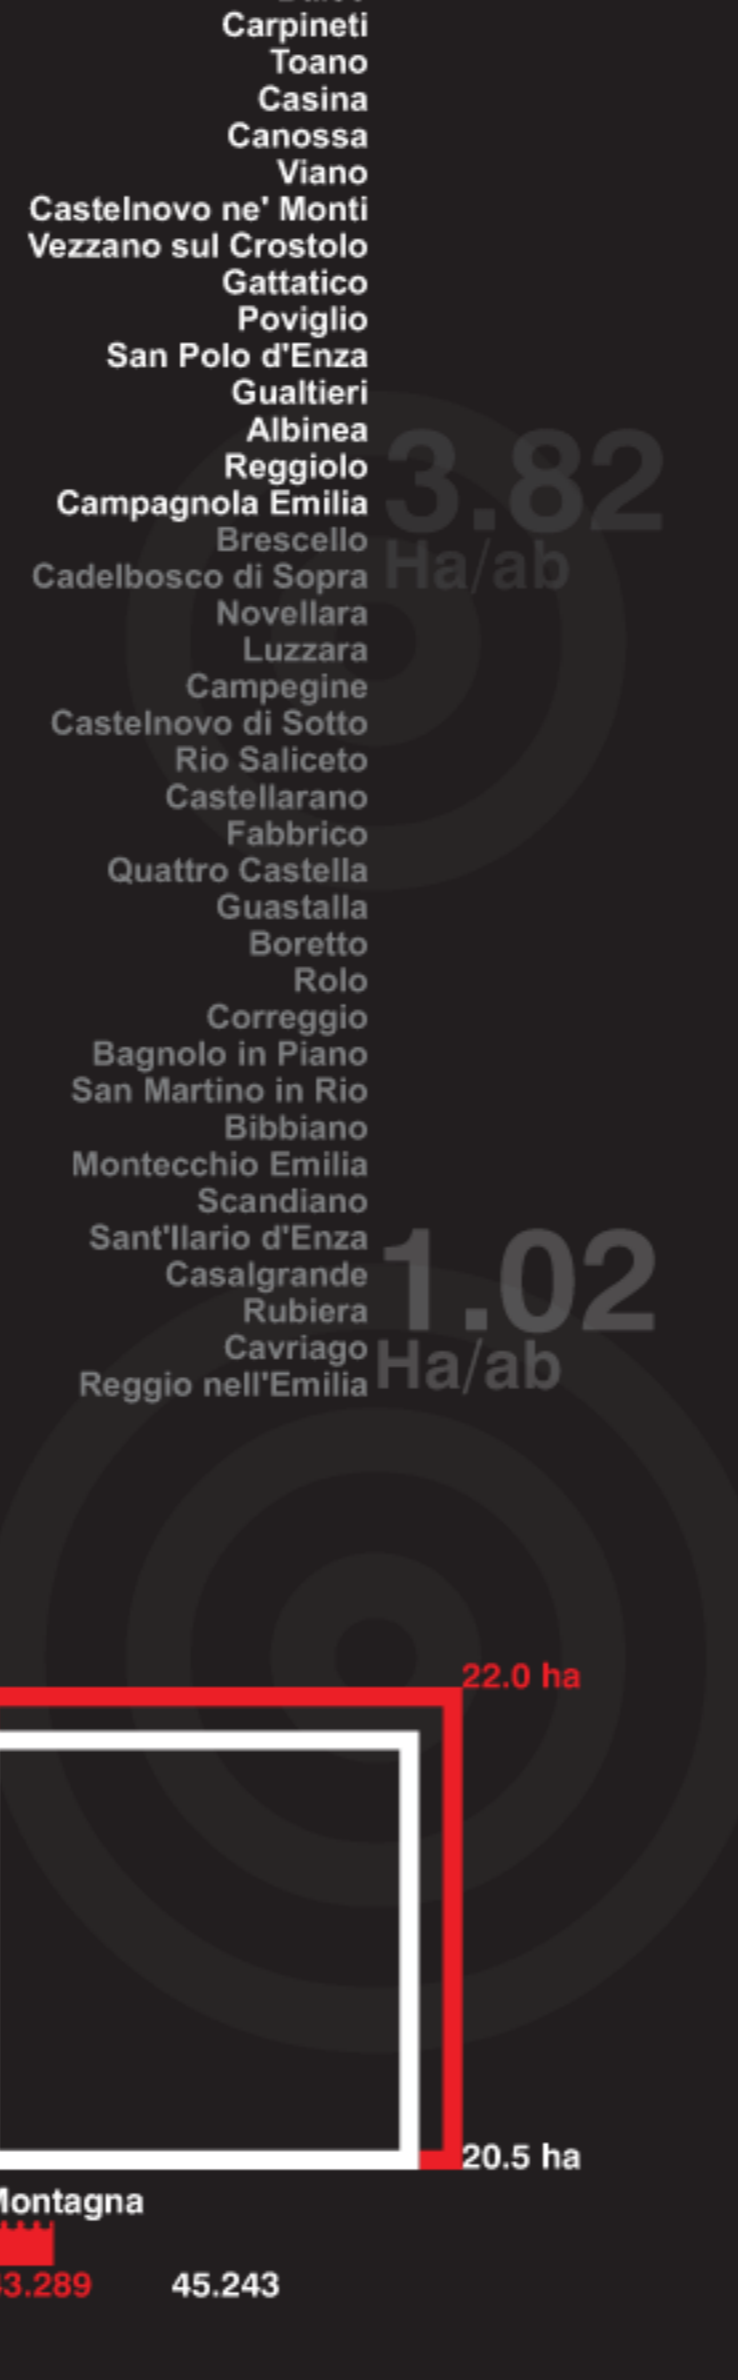 Carpineti
Toano
Casina
Canossa
Viano
Castelnovo ne' Monti
Vezzano sul Crostolo
Gattatico
Poviglio
San Polo d'Enza
Gualtieri
Albinea
Reggiolo
Campagnola Emilia
3.82
Ha/ab
Brescello
Cadelbosco di Sopra
Novellara
Luzzara
Campegine
Castelnovo di Sotto
Rio Saliceto
Castellarano
Fabbrico
Quattro Castella
Guastalla
Boretto
Rolo
Correggio
Bagnolo in Piano
San Martino in Rio
Bibbiano
Montecchio Emilia
Scandiano
Sant'Ilario d'Enza
Casalgrande
Rubiera
Cavriago
Reggio nell'Emilia
1.02
Ha/ab
22.0 ha
20.5 ha
Montagna
3.289 45.243